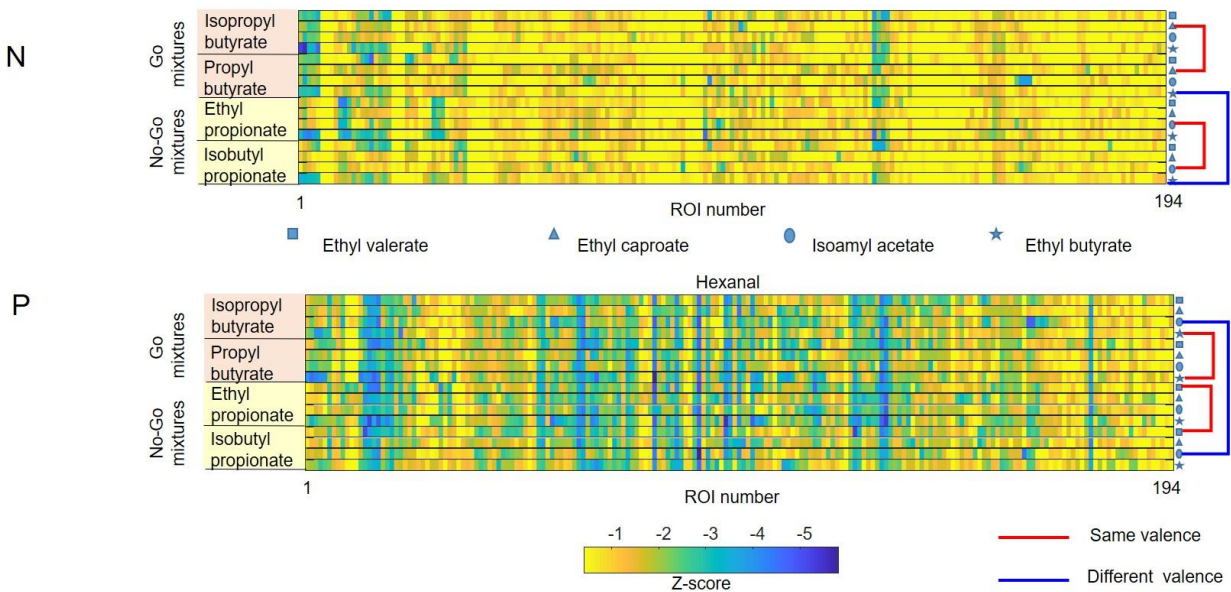 N
Go
mixtures
No-Go
mixtures
Isopropyl
butyrate
Propyl
butyrate
Ethyl
propionate
Isobutyl
propionate
1
194
ROI number
Ethyl valerate
Ethyl caproate
Isoamyl acetate
Ethyl butyrate
P
Hexanal
Go
mixtures
No-Go
mixtures
Isopropyl
butyrate
Propyl
butyrate
Ethyl
propionate
Isobutyl
propionate
1
194
ROI number
-1 -2 -3 -4 -5
Z-score
Same valence
Different valence